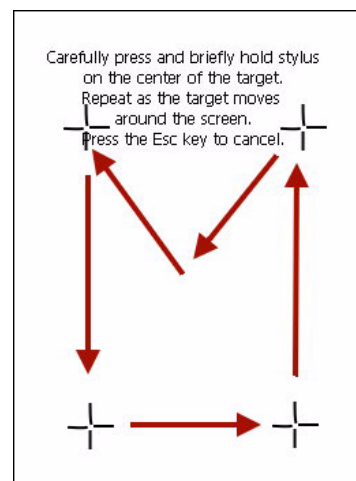 Carefully press and briefly hold stylus
on the center of the target.
Repeat as the target moves
around the screen.
Press the Esc key to cancel.